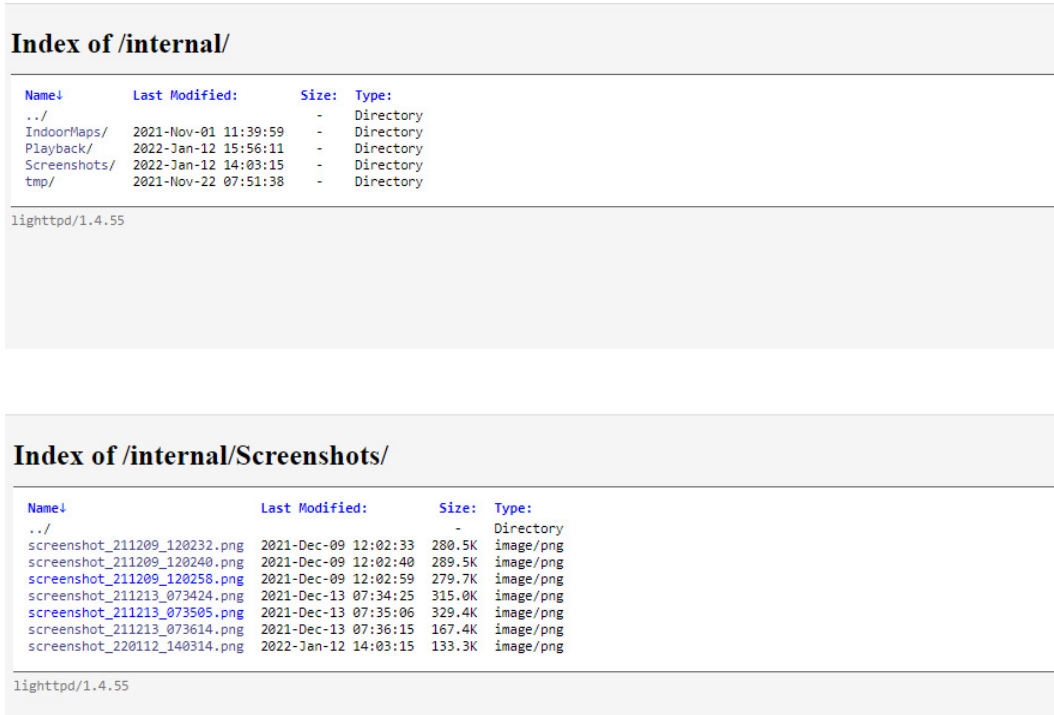 Index of /internal/
Name↓ Last Modified: Size: Type:
../ - Directory
IndoorMaps/ 2021-Nov-01 11:39:59 - Directory
Playback/ 2022-Jan-12 15:56:11 - Directory
Screenshots/ 2022-Jan-12 14:03:15 - Directory
tmp/ 2021-Nov-22 07:51:38 - Directory
lighttpd/1.4.55
Index of /internal/Screenshots/
Name↓ Last Modified: Size: Type:
../ - Directory
screenshot_211209_120232.png 2021-Dec-09 12:02:33 280.5K image/png
screenshot_211209_120240.png 2021-Dec-09 12:02:40 289.5K image/png
screenshot_211209_120258.png 2021-Dec-09 12:02:59 279.7K image/png
screenshot_211213_073424.png 2021-Dec-13 07:34:25 315.0K image/png
screenshot_211213_073505.png 2021-Dec-13 07:35:06 329.4K image/png
screenshot_211213_073614.png 2021-Dec-13 07:36:15 167.4K image/png
screenshot_220112_140314.png 2022-Jan-12 14:03:15 133.3K image/png
lighttpd/1.4.55